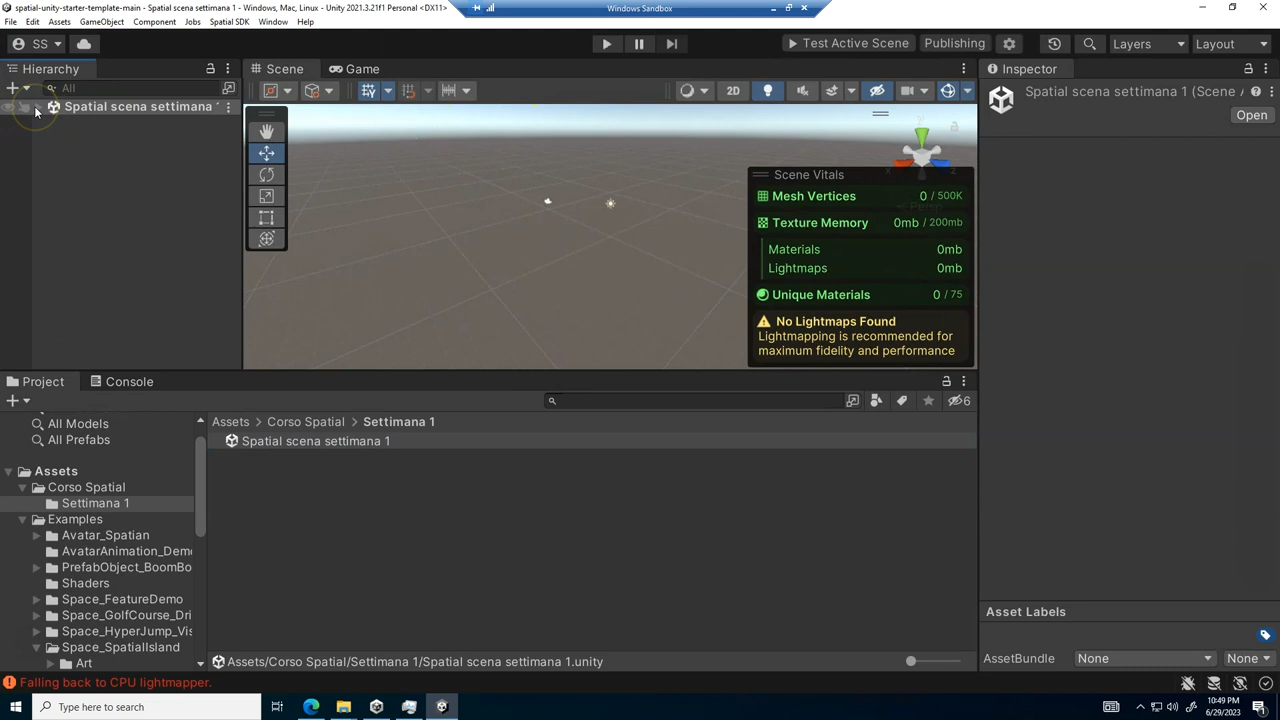 spatial-unity-starter-template-main - Spatial scena settimana 1 - Windows, Mac, Linux - Unity 2021.3.21f1 Personal <DX11>
Windows Sandbox
File Edit Assets GameObject Component Jobs Spatial SDK Window Help
SS Test Active Scene Publishing Layers Layout
Hierarchy Scene Game Inspector
All 2D Spatial scena settimana 1 (Scene A
Spatial scena settimana 1
Open
Scene Vitals
Mesh Vertices 0 / 500K
Texture Memory 0mb / 200mb
Materials 0mb
Lightmaps 0mb
Unique Materials 0 / 75
No Lightmaps Found
Lightmapping is recommended for
maximum fidelity and performance
Project Console
6
All Models
All Prefabs
Assets > Corso Spatial > Settimana 1
Spatial scena settimana 1
Assets
Corso Spatial
Settimana 1
Examples
Avatar_Spatian
AvatarAnimation_Demo
PrefabObject_BoomBo
Shaders
Space_FeatureDemo
Space_GolfCourse_Dri
Space_HyperJump_Vis
Space_SpatialIsland
Art
Assets/Corso Spatial/Settimana 1/Spatial scena settimana 1.unity
Asset Labels
AssetBundle None None
Falling back to CPU lightmapper.
Type here to search
10:49 PM
6/29/2023